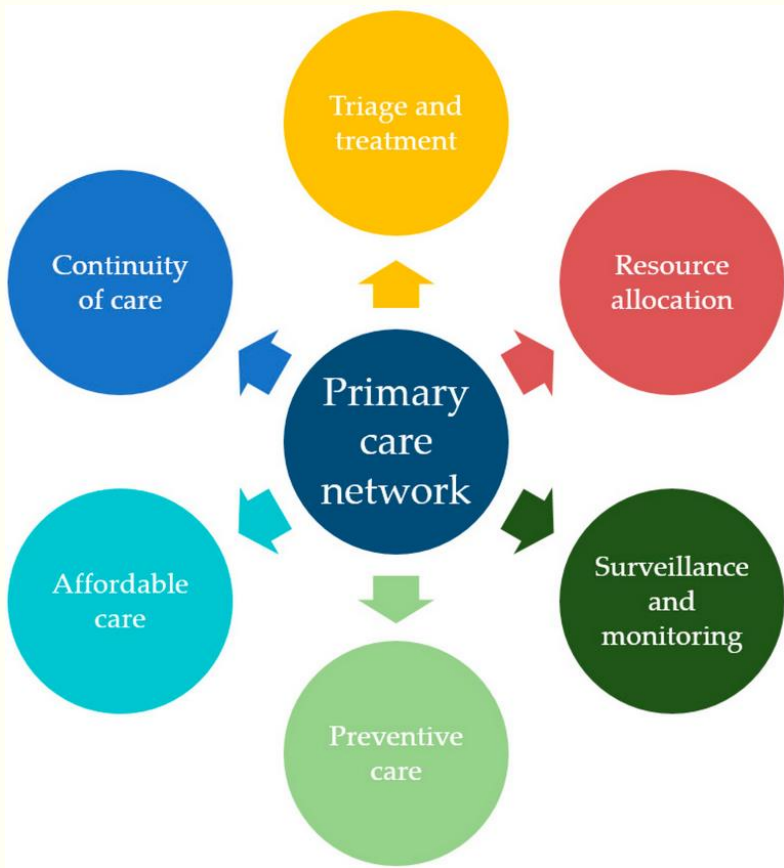 Triage and
treatment
Continuity
of care
Resource
allocation
Primary
care
network
Affordable
care
Surveillance
and
monitoring
Preventive
care